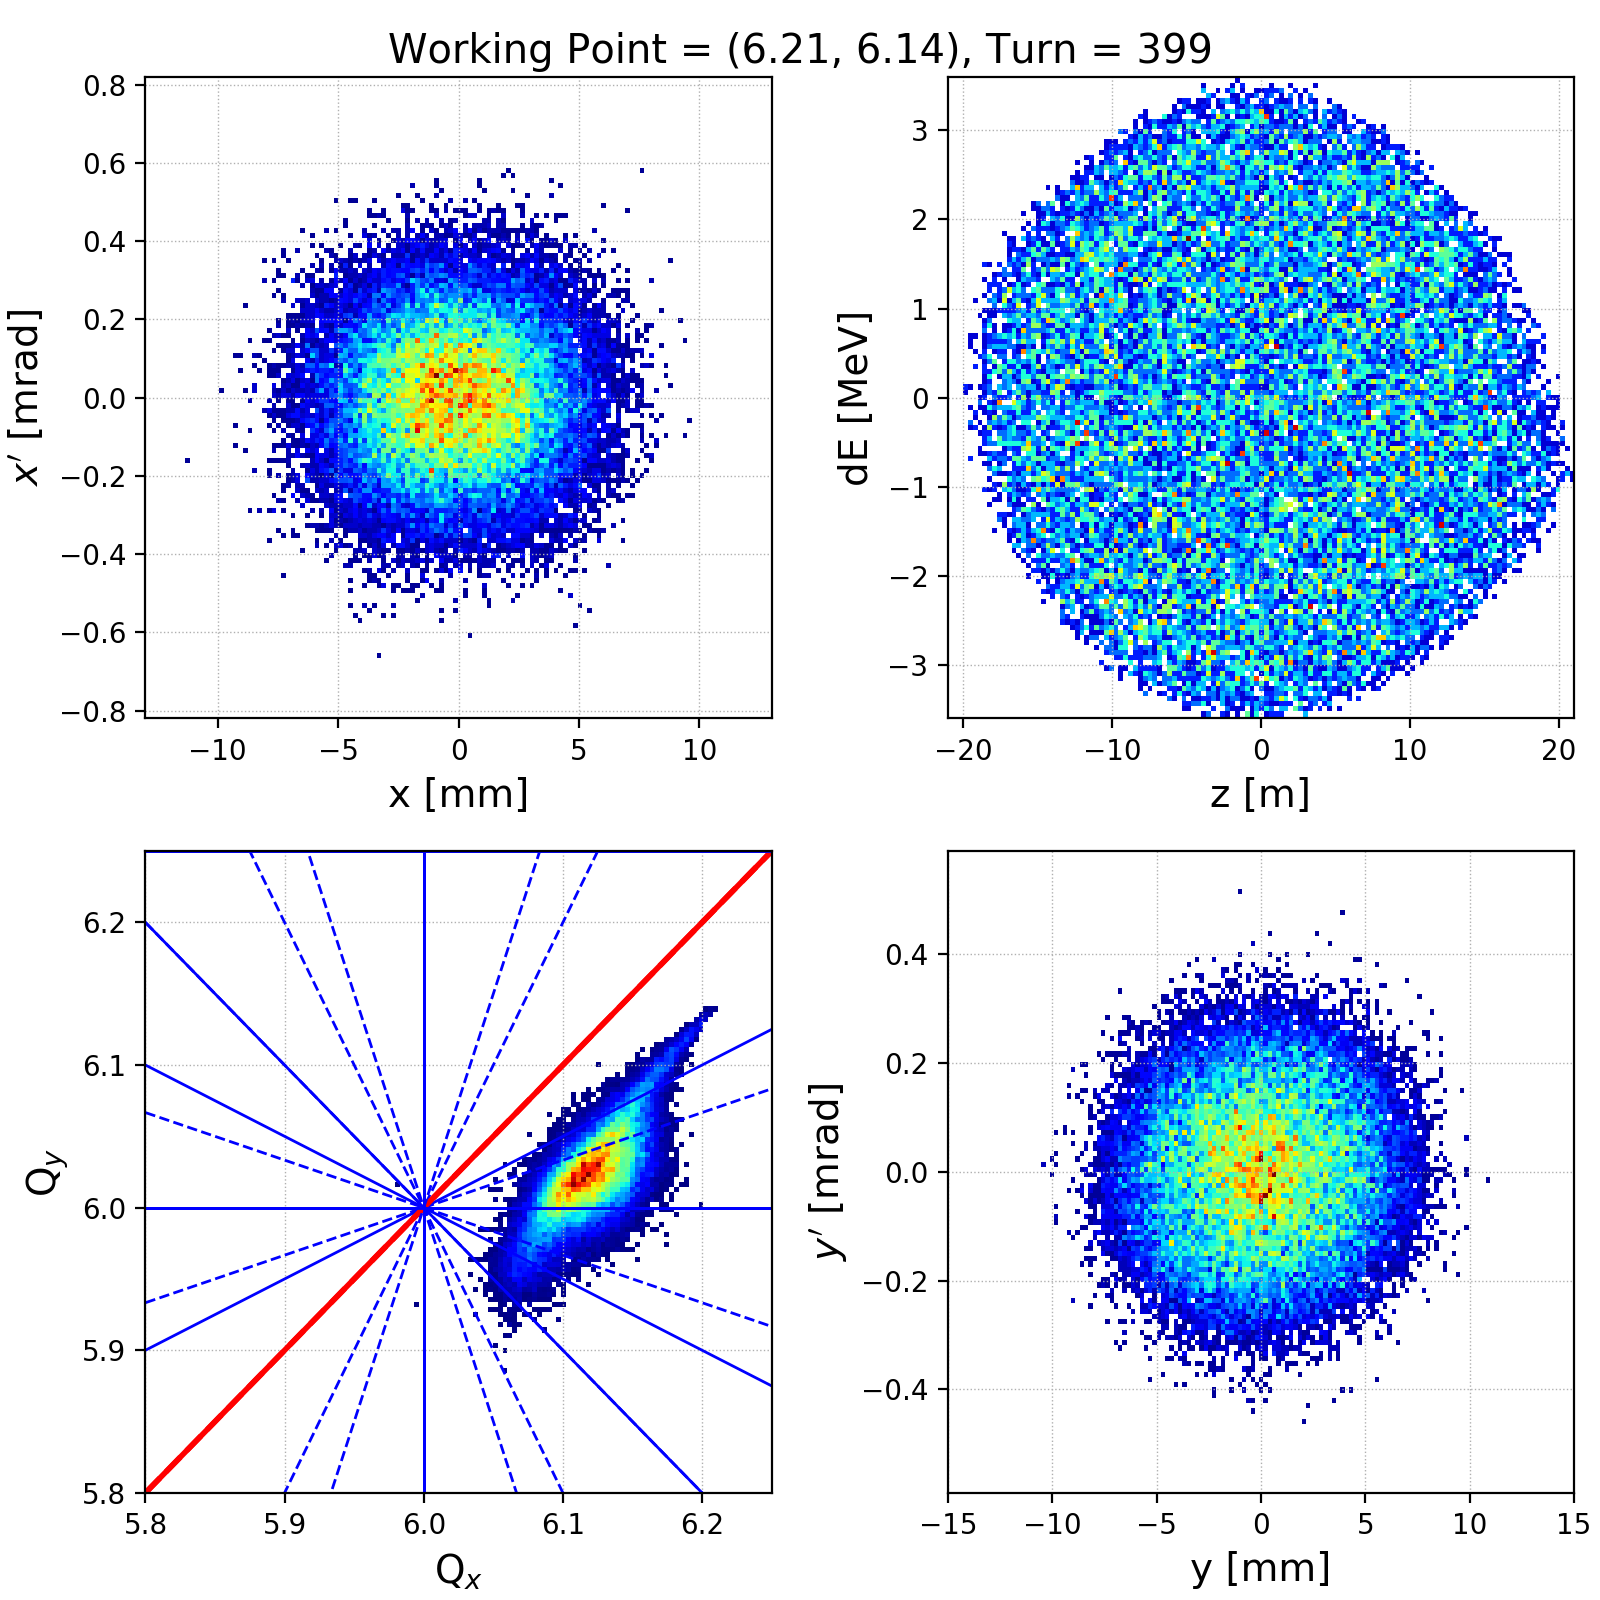 Working Point = (6.21, 6.14), Turn = 399
0.8
0.6
0.4
0.2
0.0
−0.2
−0.4
−0.6
−0.8
x′ [mrad]
−10 −5 0 5 10
x [mm]
3
2
1
0
−1
−2
−3
dE [MeV]
−20 −10 0 10 20
z [m]
6.2
6.1
6.0
5.9
5.8
Qy
5.8 5.9 6.0 6.1 6.2
Qx
0.4
0.2
0.0
−0.2
−0.4
y′ [mrad]
−15 −10 −5 0 5 10 15
y [mm]